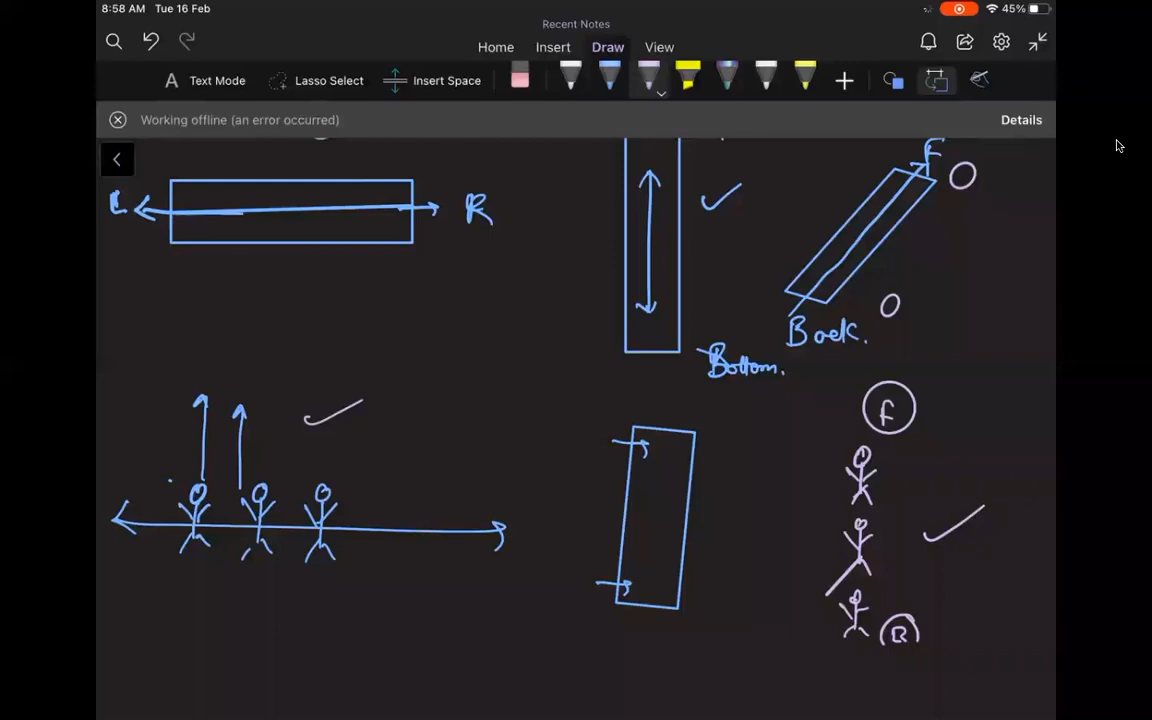 8:58 AM Tue 16 Feb
45%
Recent Notes
Home Insert Draw View
Text Mode Lasso Select Insert Space
Working offline (an error occurred) Details
F
L R
Back.
Bottom.
F
B